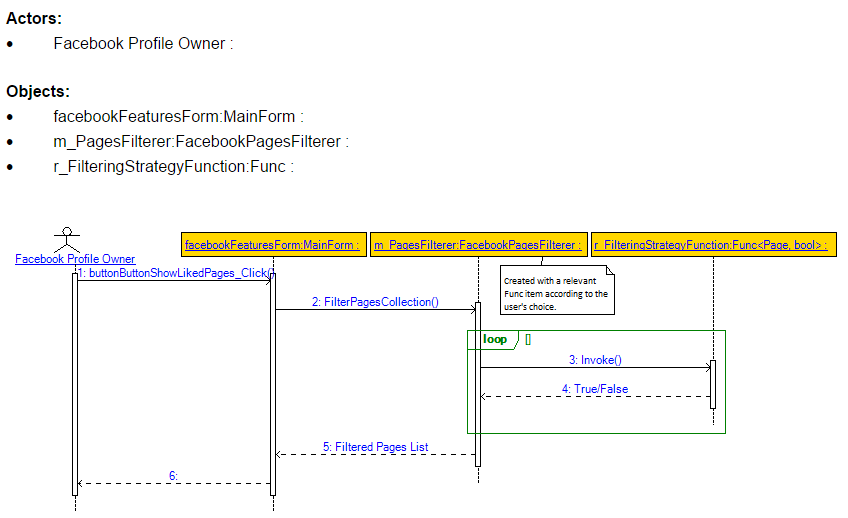 Actors:
• Facebook Profile Owner :
Objects:
• facebookFeaturesForm:MainForm :
• m_PagesFilterer:FacebookPagesFilterer :
• r_FilteringStrategyFunction:Func :
Facebook Profile Owner
facebookFeaturesForm:MainForm :
m_PagesFilterer:FacebookPagesFilterer :
r_FilteringStrategyFunction:Func<Page, bool> :
1: buttonButtonShowLikedPages_Click()
Created with a relevant
Func item according to the
user's choice.
2: FilterPagesCollection()
loop []
3: Invoke()
4: True/False
5: Filtered Pages List
6: